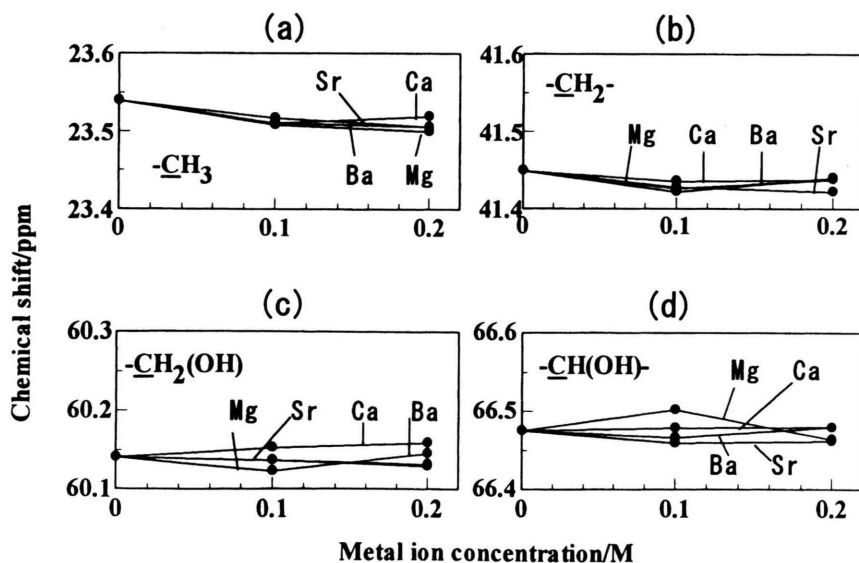 (a)
23.6
23.5
23.4
Sr
Ca
-CH3
Ba
Mg
0
0.1
0.2
(b)
41.6
41.5
41.4
-CH2-
Mg
Ca
Ba
Sr
0
0.1
0.2
Chemical shift/ppm
(c)
60.3
60.2
60.1
-CH2(OH)
Mg
Sr
Ca
Ba
0
0.1
0.2
(d)
66.6
66.5
66.4
-CH(OH)-
Mg
Ca
Ba
Sr
0
0.1
0.2
Metal ion concentration/M